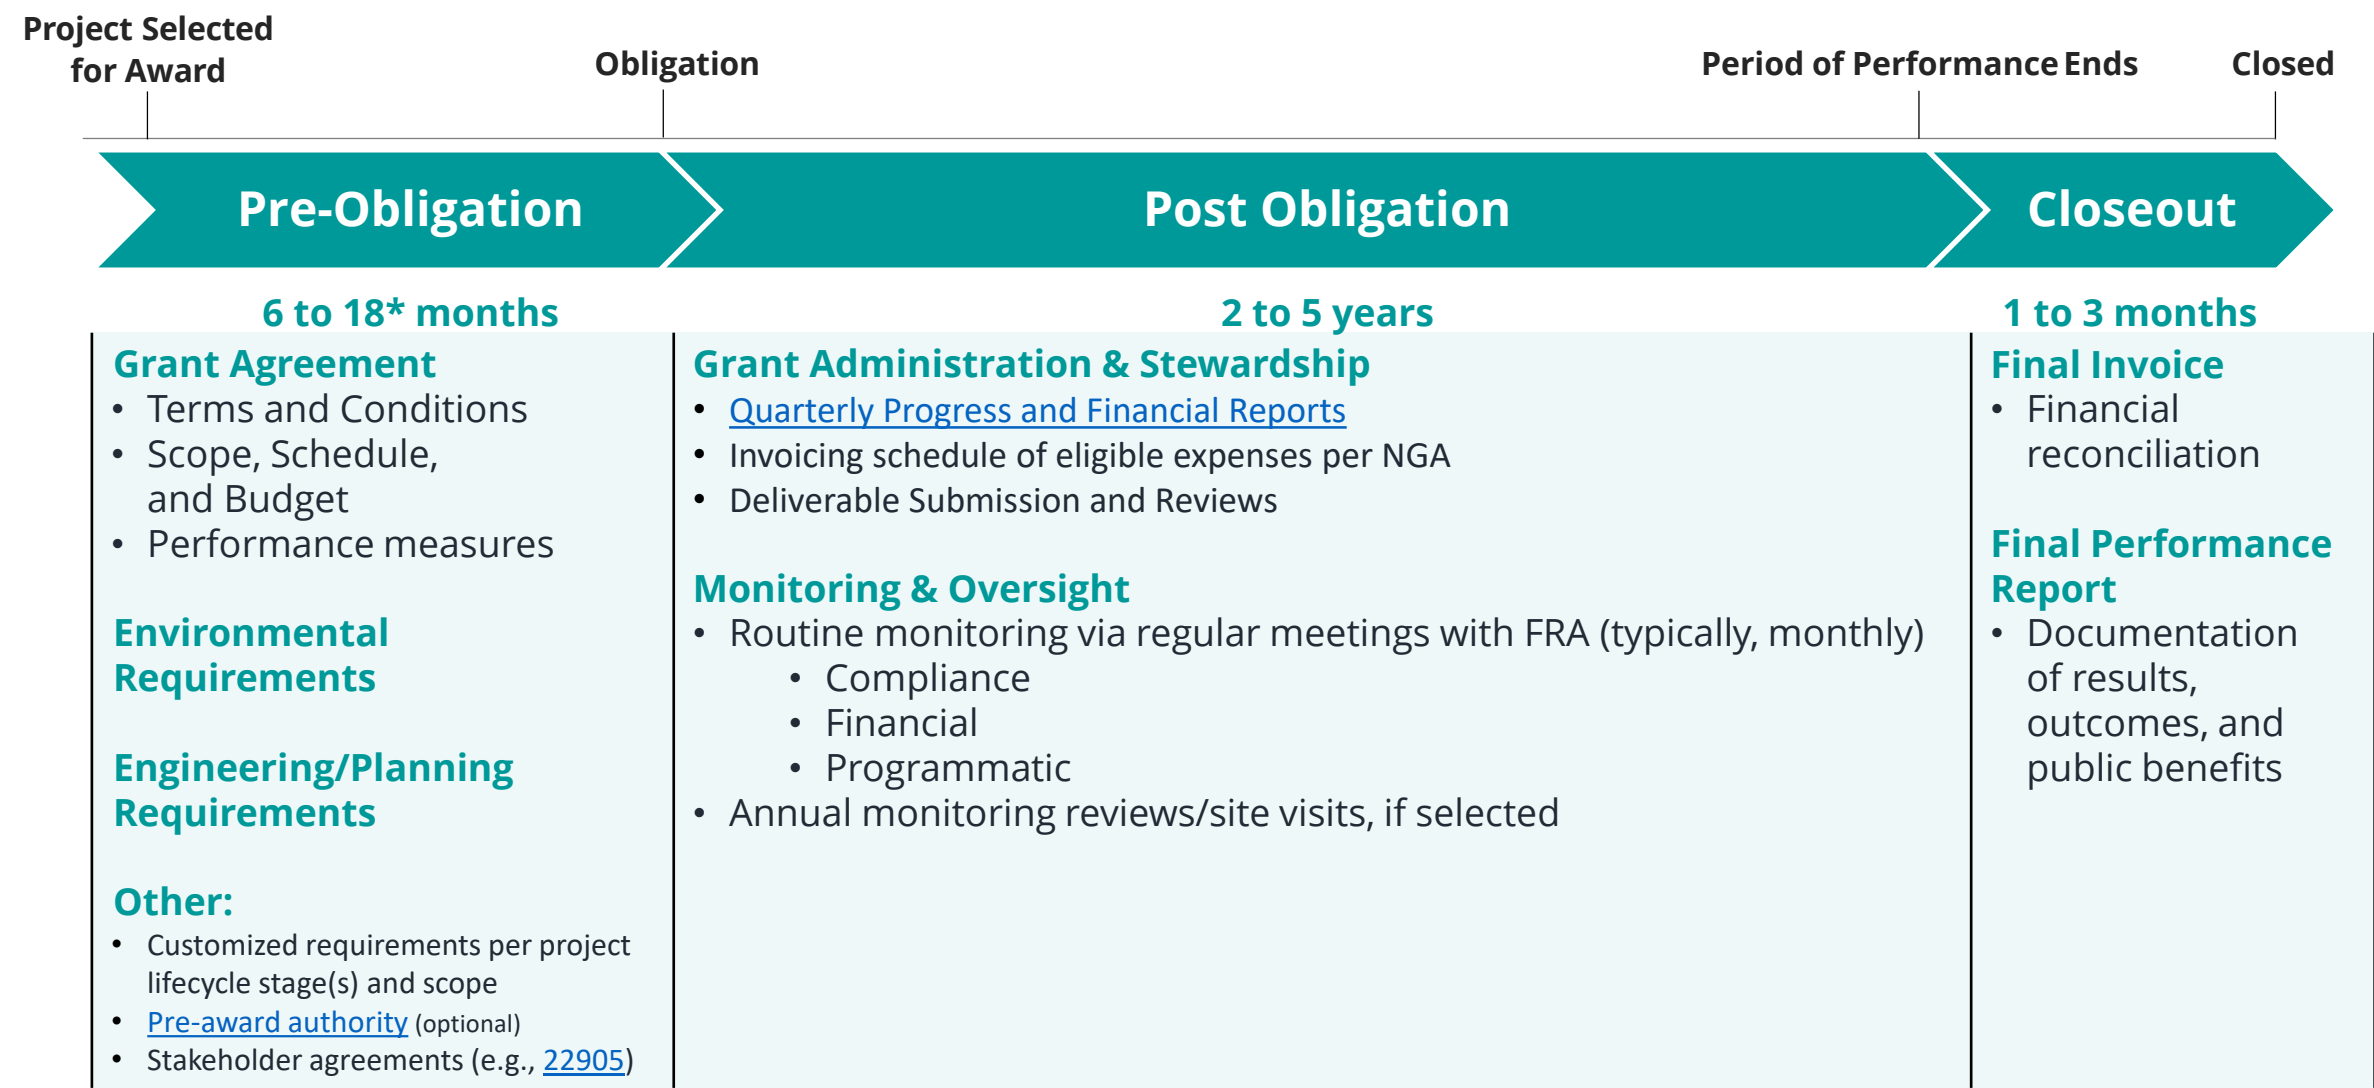 Project Selected
for Award
Obligation
Period of Performance Ends
Closed
Pre-Obligation
Post Obligation
Closeout
6 to 18* months
2 to 5 years
1 to 3 months
Grant Agreement
• Terms and Conditions
• Scope, Schedule,
and Budget
• Performance measures
Environmental
Requirements
Engineering/Planning
Requirements
Other:
• Customized requirements per project
lifecycle stage(s) and scope
• Pre-award authority (optional)
• Stakeholder agreements (e.g., 22905)
Grant Administration & Stewardship
• Quarterly Progress and Financial Reports
• Invoicing schedule of eligible expenses per NGA
• Deliverable Submission and Reviews
Monitoring & Oversight
• Routine monitoring via regular meetings with FRA (typically, monthly)
• Compliance
• Financial
• Programmatic
• Annual monitoring reviews/site visits, if selected
Final Invoice
• Financial
reconciliation
Final Performance
Report
• Documentation
of results,
outcomes, and
public benefits